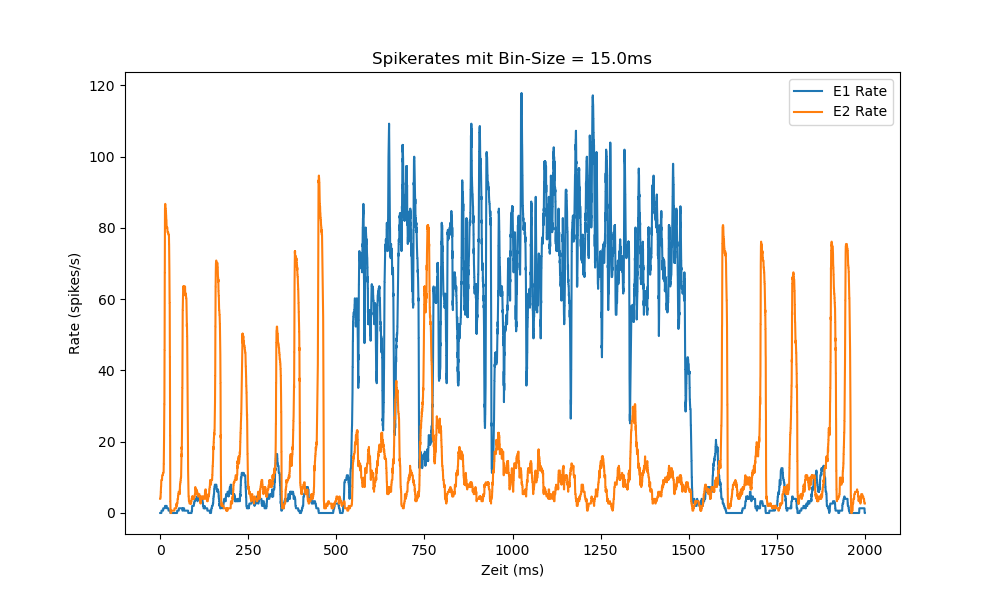 Spikerates mit Bin-Size = 15.0ms
E1 Rate
E2 Rate
120
100
80
60
40
20
0
Rate (spikes/s)
0 250 500 750 1000 1250 1500 1750 2000
Zeit (ms)